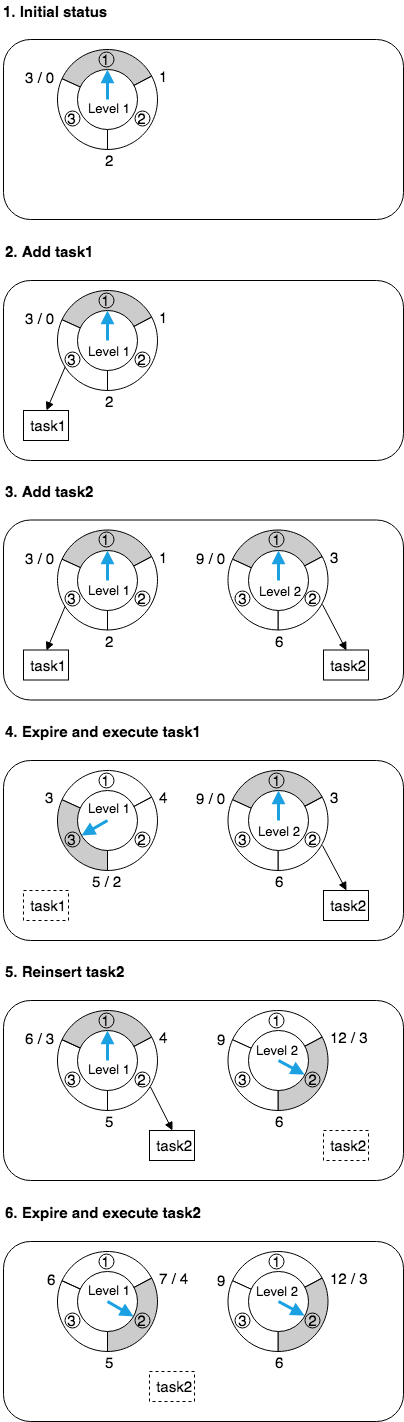 1. Initial status
①
3 / 0
1
Level 1
③
②
2
2. Add task1
①
3 / 0
1
Level 1
③
②
2
task1
3. Add task2
①
①
3 / 0
1
9 / 0
3
Level 1
Level 2
③
②
③
②
2
6
task1
task2
4. Expire and execute task1
①
①
3
4
9 / 0
3
Level 1
Level 2
③
②
③
②
5 / 2
6
task1
task2
5. Reinsert task2
①
①
6 / 3
4
9
12 / 3
Level 1
Level 2
③
②
③
②
5
6
task2
task2
6. Expire and execute task2
①
①
6
7 / 4
9
12 / 3
Level 1
Level 2
③
②
③
②
5
6
task2